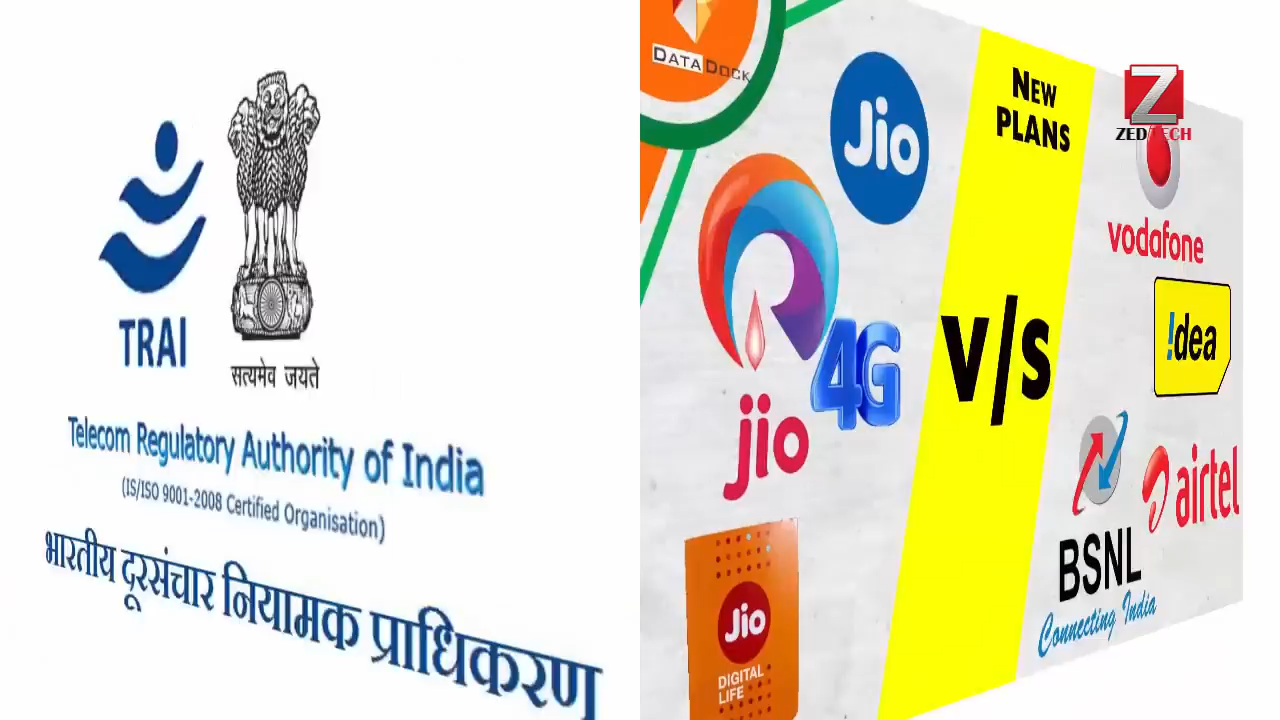 TRAI
सत्यमेव जयते
Telecom Regulatory Authority of India
(IS/ISO 9001-2008 Certified Organisation)
भारतीय दूरसंचार नियामक प्राधिकरण
DATA DOCK
Jio
jio
4G
Jio
DIGITAL
LIFE
NEW
PLANS
v/s
ZEDTECH
vodafone
!dea
airtel
BSNL
Connecting India